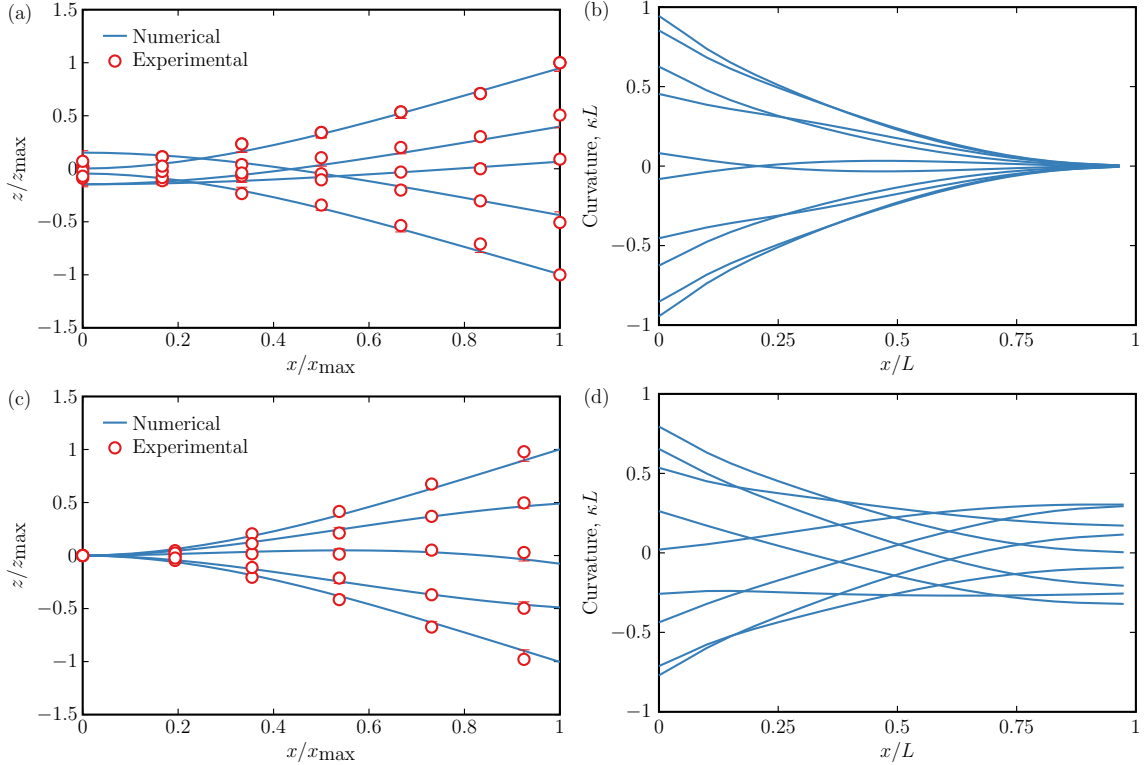 (a)
1.5
1
0.5
0
−0.5
−1
−1.5
z/zmax
Numerical
Experimental
0
0.2
0.4
0.6
0.8
1
x/xmax
(b)
1
0.5
0
−0.5
−1
Curvature, κL
0
0.25
0.5
0.75
1
x/L
(c)
1.5
1
0.5
0
−0.5
−1
−1.5
z/zmax
Numerical
Experimental
0
0.2
0.4
0.6
0.8
1
x/xmax
(d)
1
0.5
0
−0.5
−1
Curvature, κL
0
0.25
0.5
0.75
1
x/L